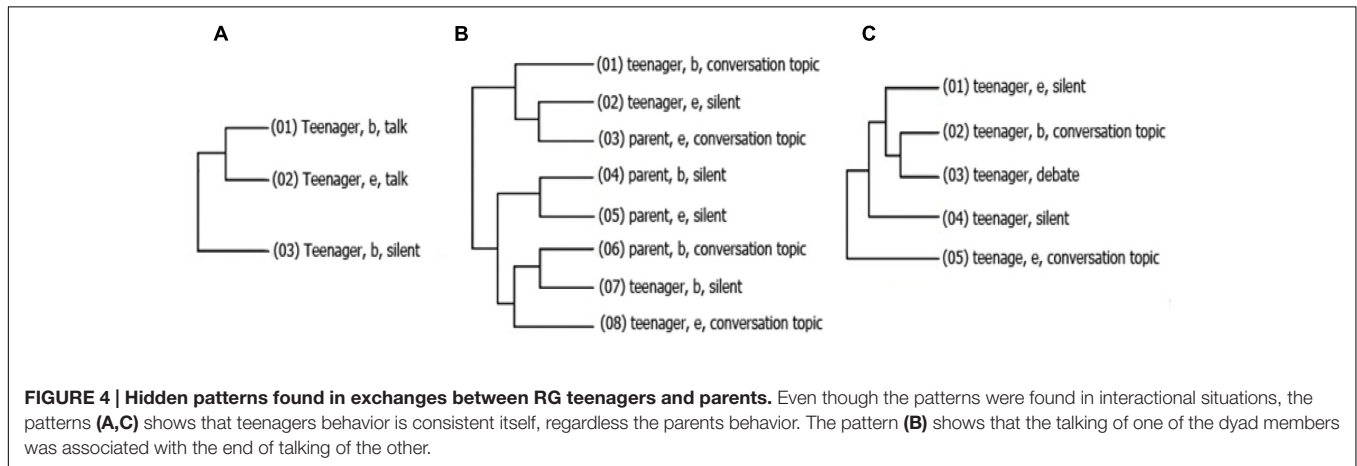 A
(01) Teenager, b, talk
(02) Teenager, e, talk
(03) Teenager, b, silent
B
(01) teenager, b, conversation topic
(02) teenager, e, silent
(03) parent, e, conversation topic
(04) parent, b, silent
(05) parent, e, silent
(06) parent, b, conversation topic
(07) teenager, b, silent
(08) teenager, e, conversation topic
C
(01) teenager, e, silent
(02) teenager, b, conversation topic
(03) teenager, debate
(04) teenager, silent
(05) teenage, e, conversation topic
FIGURE 4 | Hidden patterns found in exchanges between RG teenagers and parents. Even though the patterns were found in interactional situations, the
patterns (A,C) shows that teenagers behavior is consistent itself, regardless the parents behavior. The pattern (B) shows that the talking of one of the dyad members
was associated with the end of talking of the other.